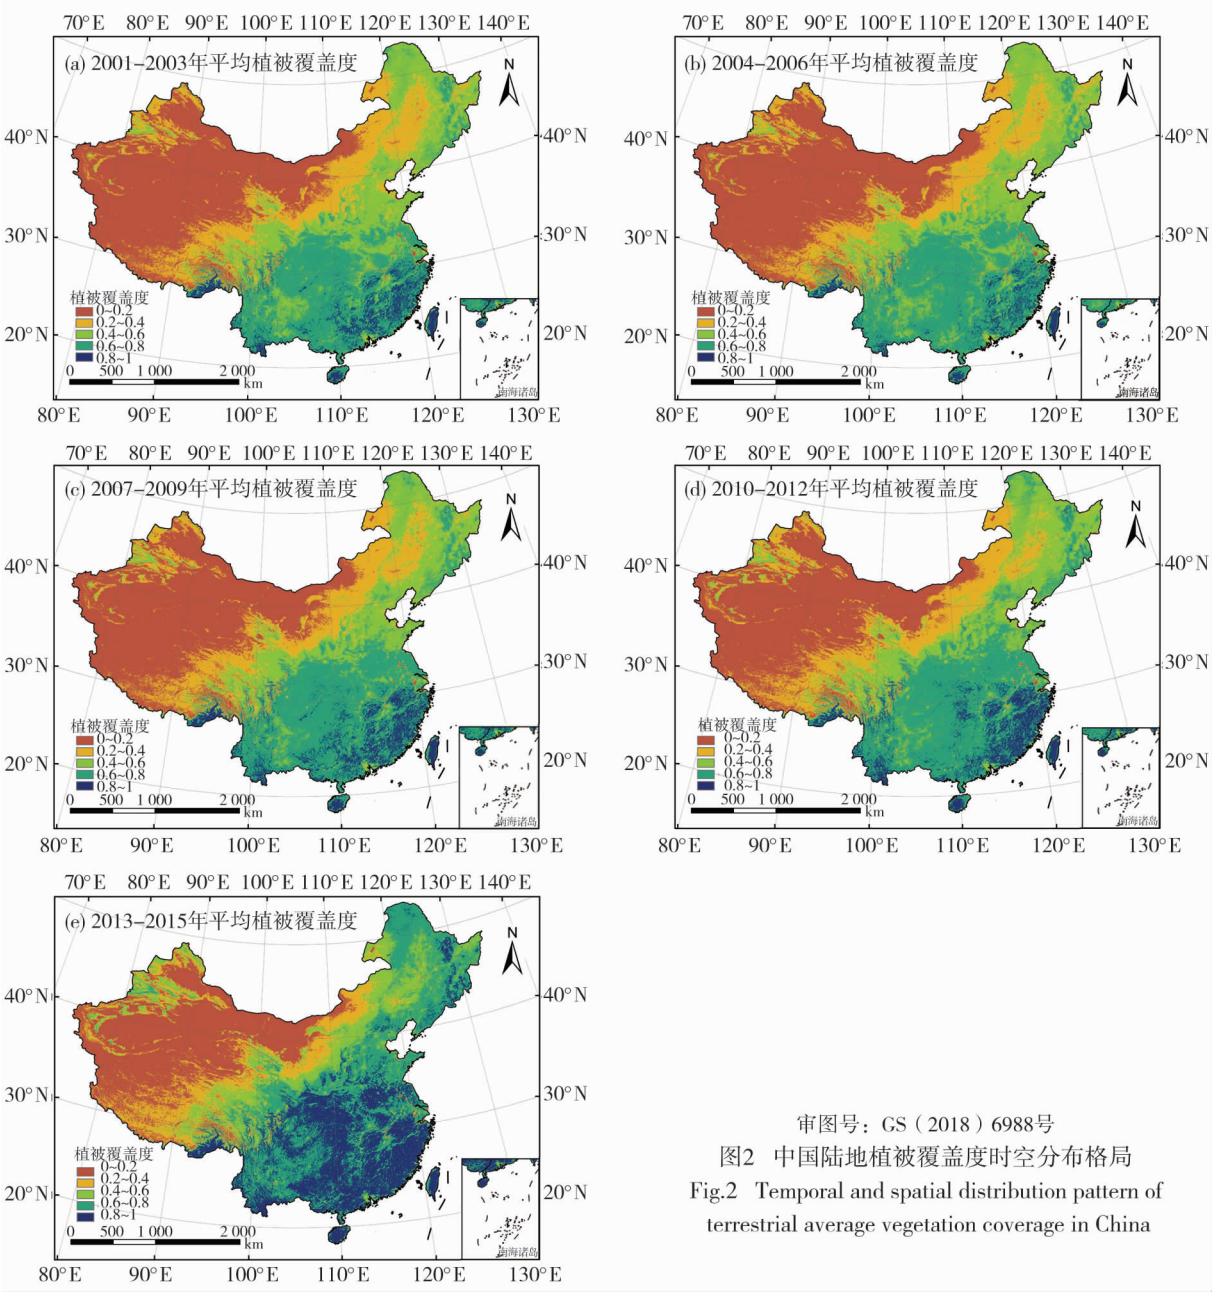 70°E 80°E 90°E 100°E 110°E 120°E 130°E 140°E
(a) 2001–2003年平均植被覆盖度
N
40°N
40°N
30°N
30°N
植被覆盖度
0~0.2
0.2~0.4
0.4~0.6
0.6~0.8
0.8~1
20°N
20°N
0 500 1 000 2 000
km
南海诸岛
80°E 90°E 100°E 110°E 120°E 130°E
70°E 80°E 90°E 100°E 110°E 120°E 130°E 140°E
(b) 2004–2006年平均植被覆盖度
N
40°N
40°N
30°N
30°N
植被覆盖度
0~0.2
0.2~0.4
0.4~0.6
0.6~0.8
0.8~1
20°N
20°N
0 500 1 000 2 000
km
南海诸岛
80°E 90°E 100°E 110°E 120°E 130°E
70°E 80°E 90°E 100°E 110°E 120°E 130°E 140°E
(c) 2007–2009年平均植被覆盖度
N
40°N
40°N
30°N
30°N
植被覆盖度
0~0.2
0.2~0.4
0.4~0.6
0.6~0.8
0.8~1
20°N
20°N
0 500 1 000 2 000
km
南海诸岛
80°E 90°E 100°E 110°E 120°E 130°E
70°E 80°E 90°E 100°E 110°E 120°E 130°E 140°E
(d) 2010–2012年平均植被覆盖度
N
40°N
40°N
30°N
30°N
植被覆盖度
0~0.2
0.2~0.4
0.4~0.6
0.6~0.8
0.8~1
20°N
20°N
0 500 1 000 2 000
km
南海诸岛
80°E 90°E 100°E 110°E 120°E 130°E
70°E 80°E 90°E 100°E 110°E 120°E 130°E 140°E
(e) 2013–2015年平均植被覆盖度
N
40°N
40°N
30°N
30°N
植被覆盖度
0~0.2
0.2~0.4
0.4~0.6
0.6~0.8
0.8~1
20°N
20°N
0 500 1 000 2 000
km
南海诸岛
80°E 90°E 100°E 110°E 120°E 130°E
审图号：GS（2018）6988号
图2 中国陆地植被覆盖度时空分布格局
Fig.2 Temporal and spatial distribution pattern of
terrestrial average vegetation coverage in China